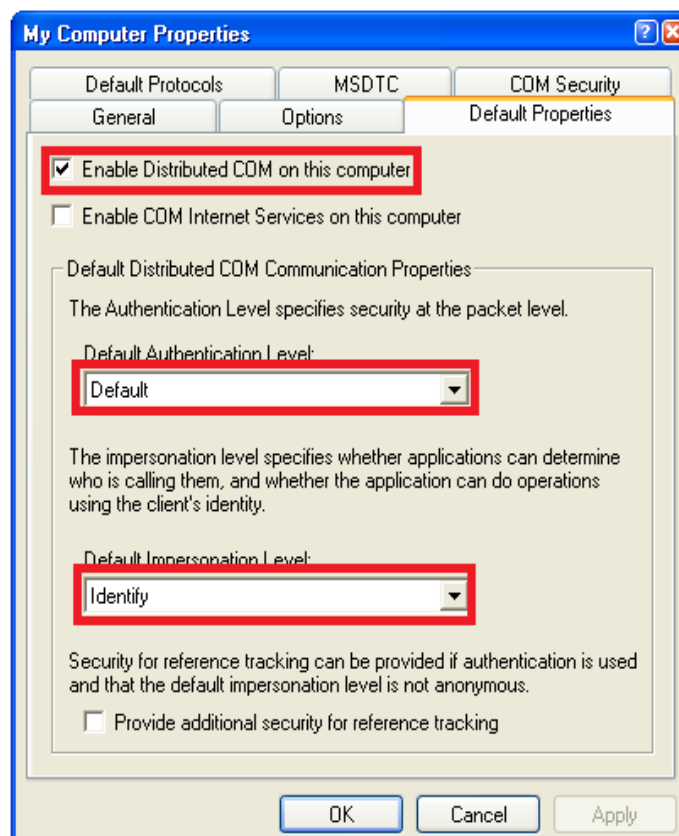 My Computer Properties
Default Protocols MSDTC COM Security
General Options Default Properties
Enable Distributed COM on this computer
Enable COM Internet Services on this computer
Default Distributed COM Communication Properties
The Authentication Level specifies security at the packet level.
Default Authentication Level:
Default
The impersonation level specifies whether applications can determine
who is calling them, and whether the application can do operations
using the client's identity.
Default Impersonation Level:
Identify
Security for reference tracking can be provided if authentication is used
and that the default impersonation level is not anonymous.
Provide additional security for reference tracking
OK Cancel Apply